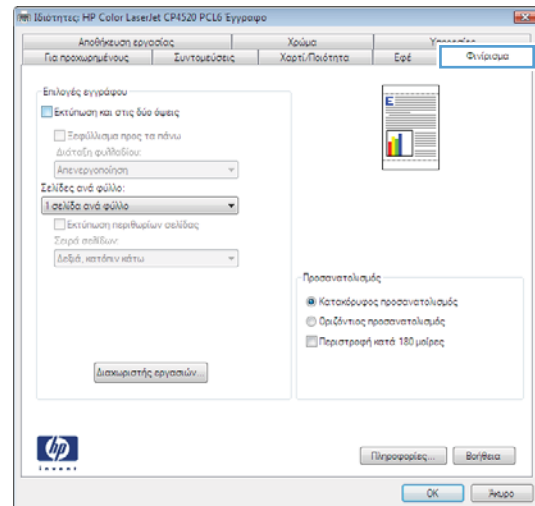 Ιδιότητες: HP Color LaserJet CP4520 PCL6 Έγγραφο
Αποθήκευση εργασίας Χρώμα Υπηρεσίες
Για προχωρημένους Συντομεύσεις Χαρτί/Ποιότητα Εφέ Φινίρισμα
Επιλογές εγγράφου
Εκτύπωση και στις δύο όψεις
Ξεφύλλισμα προς τα πάνω
Διάταξη φυλλαδίου:
Απενεργοποίηση
Σελίδες ανά φύλλο:
1 σελίδα ανά φύλλο
Εκτύπωση περιθωρίων σελίδας
Σειρά σελίδων:
Δεξιά, κατόπιν κάτω
Διαχωριστής εργασιών...
E
Προσανατολισμός
Κατακόρυφος προσανατολισμός
Οριζόντιος προσανατολισμός
Περιστροφή κατά 180 μοίρες
hp
invent
Πληροφορίες... Βοήθεια
OK Άκυρο